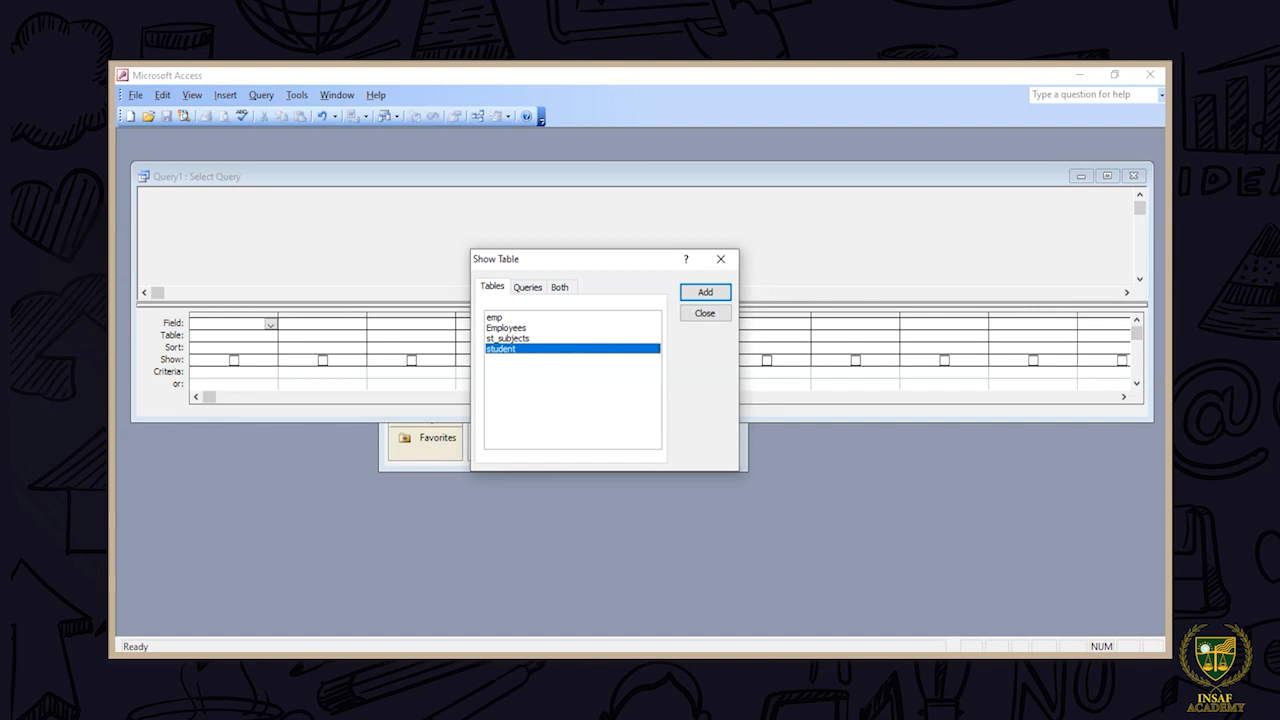 Microsoft Access
File Edit View Insert Query Tools Window Help
Type a question for help
Query1 : Select Query
Show Table
?
Tables Queries Both
Add
Close
emp
Employees
st_subjects
student
Field:
Table:
Sort:
Show:
Criteria:
or:
Favorites
Ready
NUM
IDEA
INSAF
ACADEMY